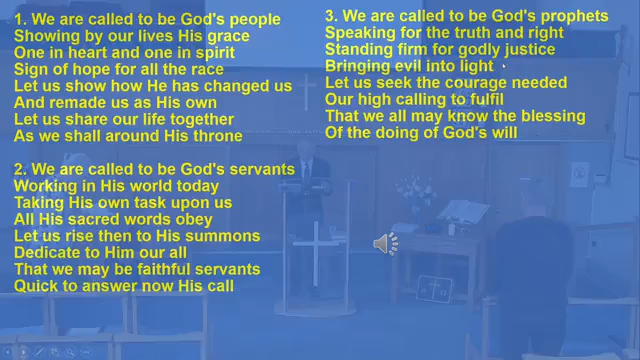 1. We are called to be God's people
Showing by our lives His grace
One in heart and one in spirit
Sign of hope for all the race
Let us show how He has changed us
And remade us as His own
Let us share our life together
As we shall around His throne
2. We are called to be God's servants
Working in His world today
Taking His own task upon us
All His sacred words obey
Let us rise then to His summons
Dedicate to Him our all
That we may be faithful servants
Quick to answer now His call
3. We are called to be God's prophets
Speaking for the truth and right
Standing firm for godly justice
Bringing evil into light
Let us seek the courage needed
Our high calling to fulfil
That we all may know the blessing
Of the doing of God's will